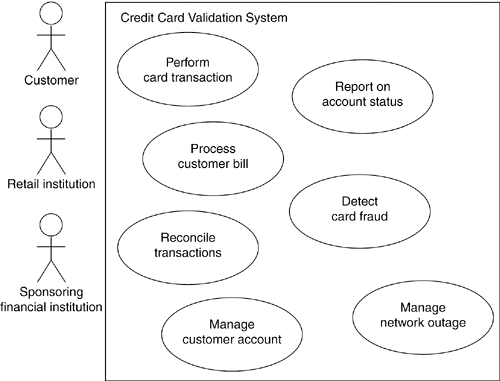 Credit Card Validation System
Customer
Perform
card transaction
Report on
account status
Process
customer bill
Retail institution
Detect
card fraud
Reconcile
transactions
Sponsoring
financial institution
Manage
customer account
Manage
network outage